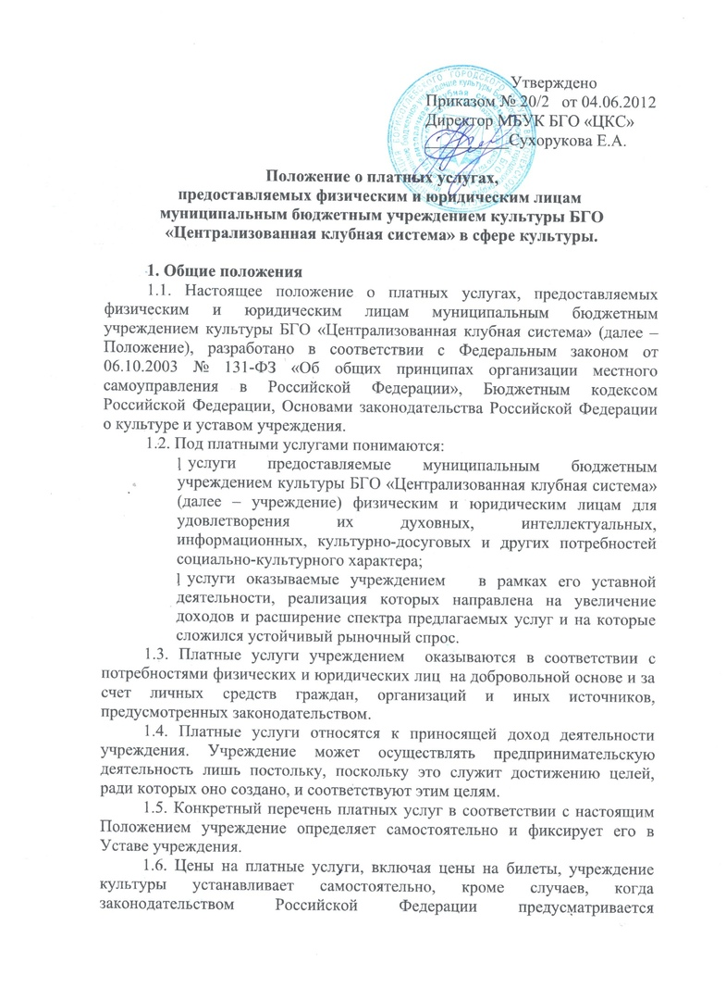 Утверждено
Приказом № 20/2 от 04.06.2012
Директор МБУК БГО «ЦКС»
Сухорукова Е.А.
Положение о платных услугах,
предоставляемых физическим и юридическим лицам
муниципальным бюджетным учреждением культуры БГО
«Централизованная клубная система» в сфере культуры.
1. Общие положения
1.1. Настоящее положение о платных услугах, предоставляемых
физическим и юридическим лицам муниципальным бюджетным
учреждением культуры БГО «Централизованная клубная система» (далее –
Положение), разработано в соответствии с Федеральным законом от
06.10.2003 № 131-ФЗ «Об общих принципах организации местного
самоуправления в Российской Федерации», Бюджетным кодексом
Российской Федерации, Основами законодательства Российской Федерации
о культуре и уставом учреждения.
1.2. Под платными услугами понимаются:
услуги предоставляемые муниципальным бюджетным
учреждением культуры БГО «Централизованная клубная система»
(далее – учреждение) физическим и юридическим лицам для
удовлетворения их духовных, интеллектуальных,
информационных, культурно-досуговых и других потребностей
социально-культурного характера;
услуги оказываемые учреждением в рамках его уставной
деятельности, реализация которых направлена на увеличение
доходов и расширение спектра предлагаемых услуг и на которые
сложился устойчивый рыночный спрос.
1.3. Платные услуги учреждением оказываются в соответствии с
потребностями физических и юридических лиц на добровольной основе и за
счет личных средств граждан, организаций и иных источников,
предусмотренных законодательством.
1.4. Платные услуги относятся к приносящей доход деятельности
учреждения. Учреждение может осуществлять предпринимательскую
деятельность лишь постольку, поскольку это служит достижению целей,
ради которых оно создано, и соответствуют этим целям.
1.5. Конкретный перечень платных услуг в соответствии с настоящим
Положением учреждение определяет самостоятельно и фиксирует его в
Уставе учреждения.
1.6. Цены на платные услуги, включая цены на билеты, учреждение
культуры устанавливает самостоятельно, кроме случаев, когда
законодательством Российской Федерации предусматривается